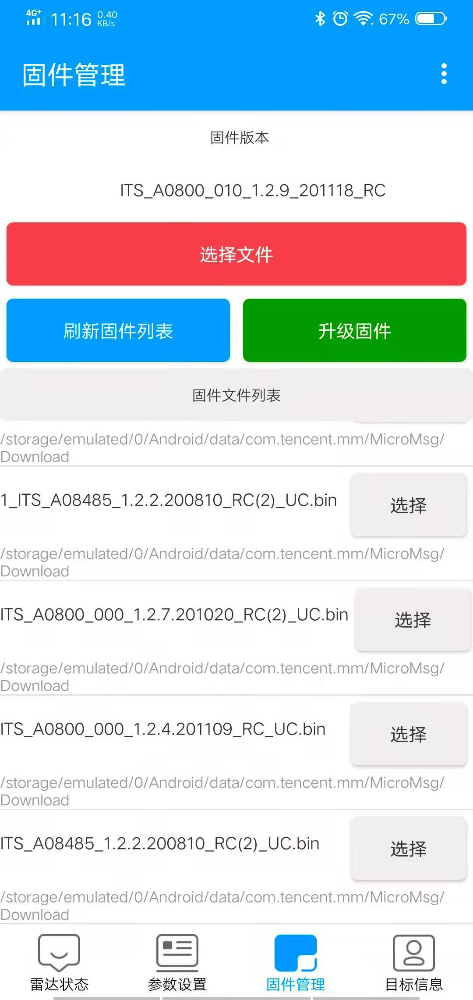 4G+ 11:16 0.40 KB/s 67%
固件管理
固件版本
ITS_A0800_010_1.2.9_201118_RC
选择文件
刷新固件列表 升级固件
固件文件列表
/storage/emulated/0/Android/data/com.tencent.mm/MicroMsg/
Download
1_ITS_A08485_1.2.2.200810_RC(2)_UC.bin 选择
/storage/emulated/0/Android/data/com.tencent.mm/MicroMsg/
Download
ITS_A0800_000_1.2.7.201020_RC(2)_UC.bin 选择
/storage/emulated/0/Android/data/com.tencent.mm/MicroMsg/
Download
ITS_A0800_000_1.2.4.201109_RC_UC.bin 选择
/storage/emulated/0/Android/data/com.tencent.mm/MicroMsg/
Download
ITS_A08485_1.2.2.200810_RC(2)_UC.bin 选择
/storage/emulated/0/Android/data/com.tencent.mm/MicroMsg/
Download
雷达状态 参数设置 固件管理 目标信息